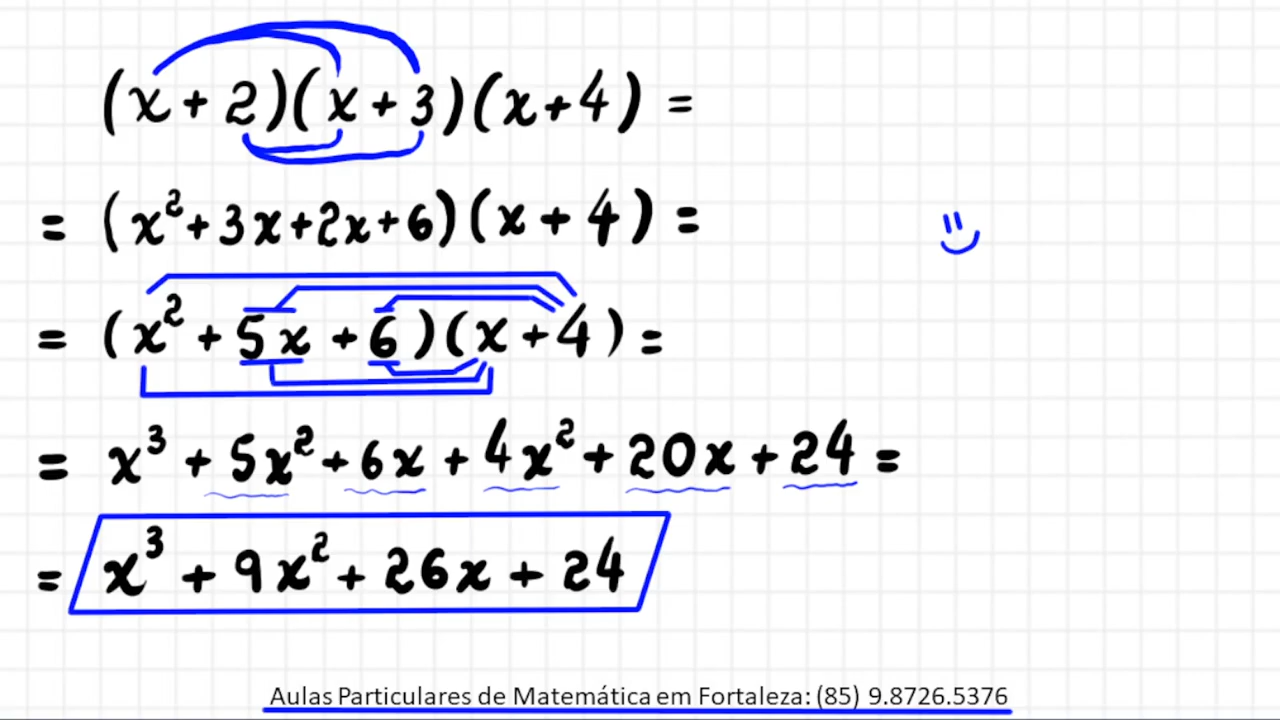 (x + 2)(x + 3)(x + 4) =
= (x² + 3x + 2x + 6)(x + 4) =
= (x² + 5x + 6)(x + 4) =
= x³ + 5x² + 6x + 4x² + 20x + 24 =
= x³ + 9x² + 26x + 24
Aulas Particulares de Matemática em Fortaleza: (85) 9.8726.5376